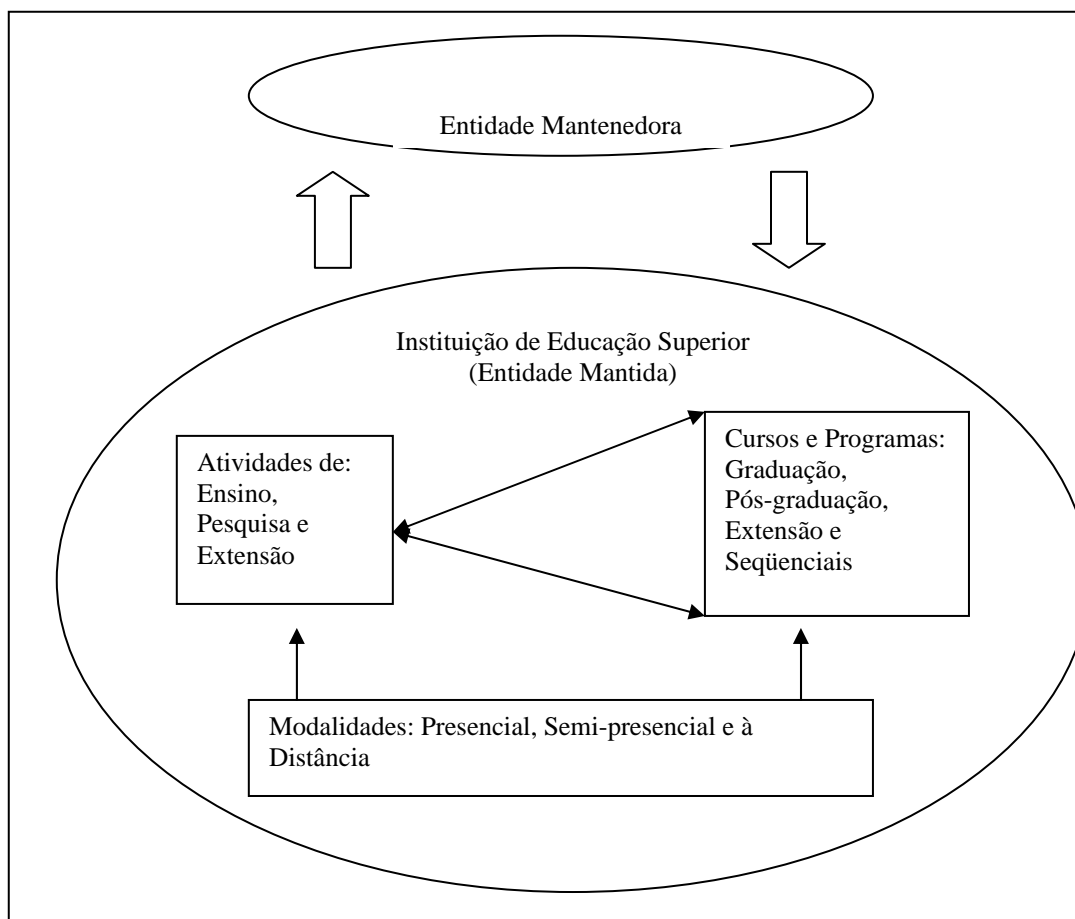 Entidade Mantenedora
Instituição de Educação Superior
(Entidade Mantida)
Atividades de:
Ensino,
Pesquisa e
Extensão
Cursos e Programas:
Graduação,
Pós-graduação,
Extensão e
Seqüenciais
Modalidades: Presencial, Semi-presencial e à
Distância